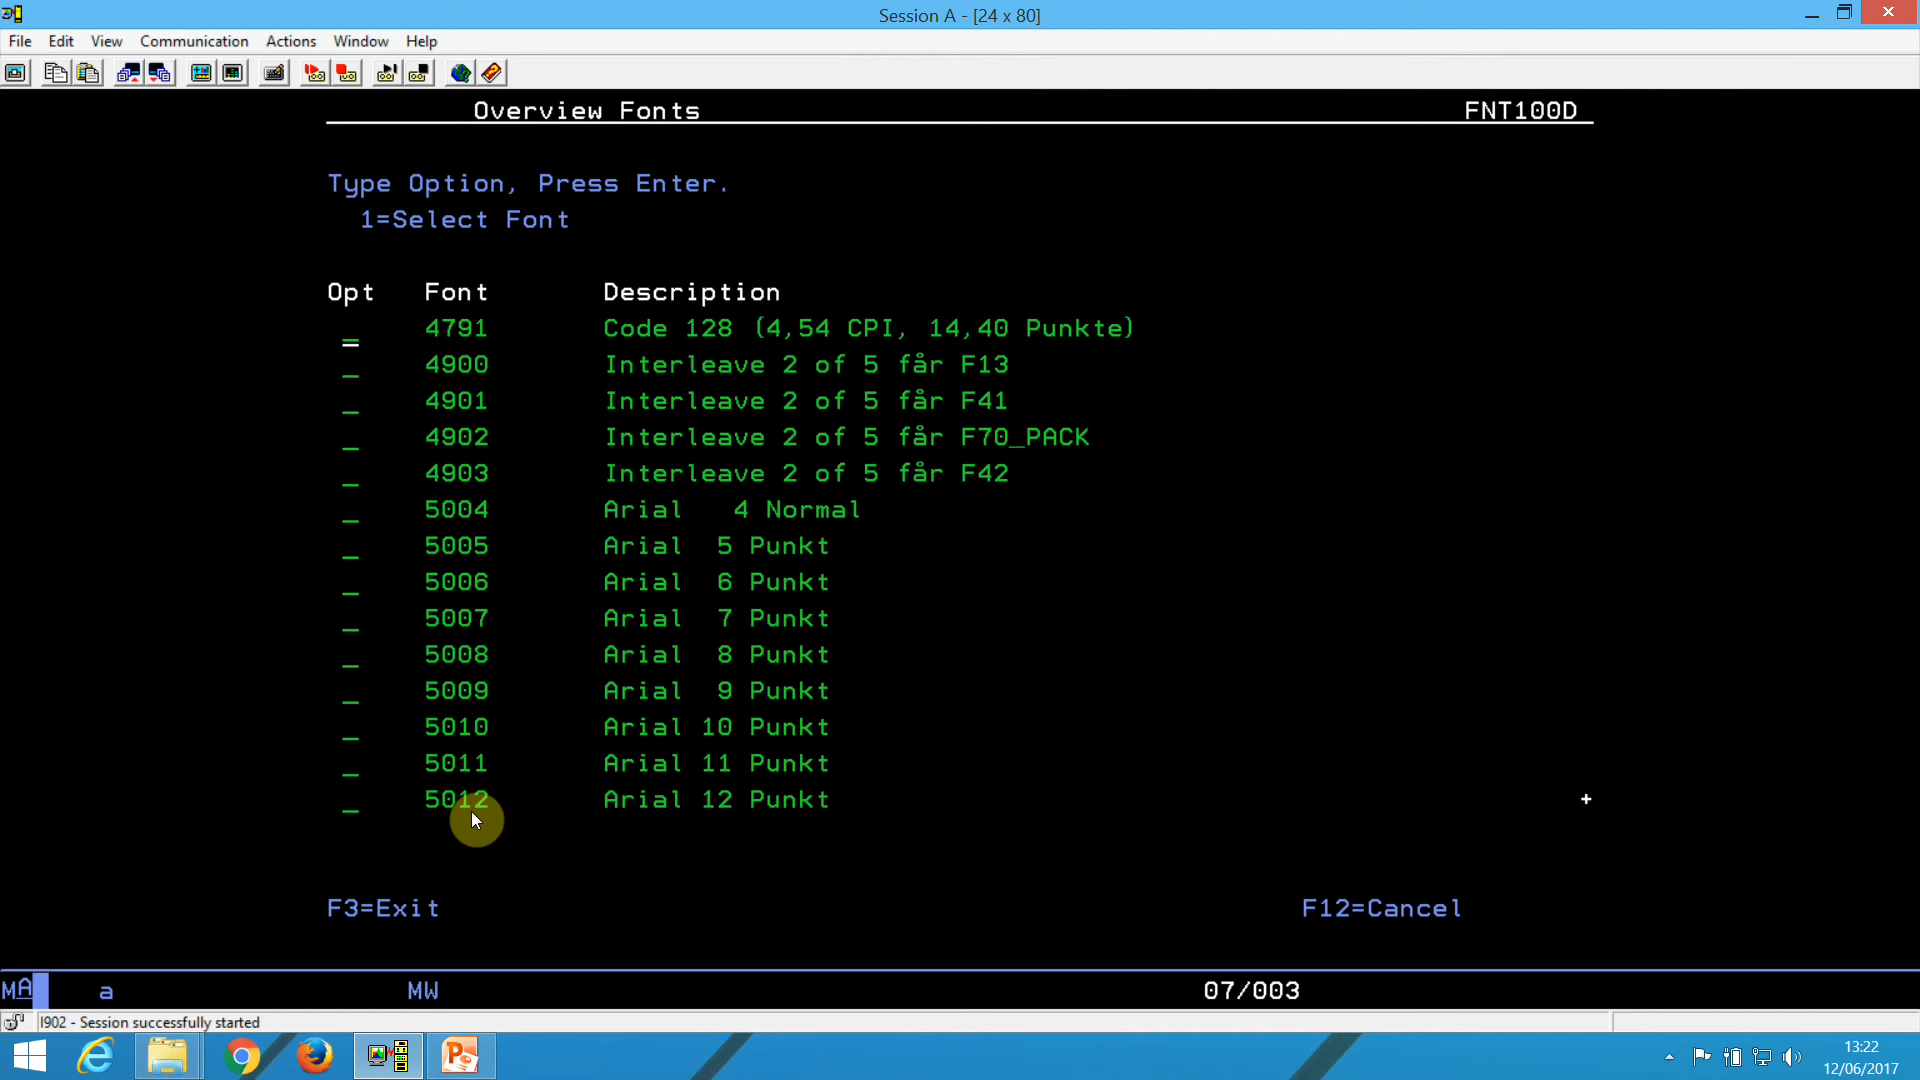 Session A - [24 x 80]
File Edit View Communication Actions Window Help
Overview Fonts FNT100D
Type Option, Press Enter.
1=Select Font
Opt Font Description
_ 4791 Code 128 (4,54 CPI, 14,40 Punkte)
_ 4900 Interleave 2 of 5 får F13
_ 4901 Interleave 2 of 5 får F41
_ 4902 Interleave 2 of 5 får F70_PACK
_ 4903 Interleave 2 of 5 får F42
_ 5004 Arial 4 Normal
_ 5005 Arial 5 Punkt
_ 5006 Arial 6 Punkt
_ 5007 Arial 7 Punkt
_ 5008 Arial 8 Punkt
_ 5009 Arial 9 Punkt
_ 5010 Arial 10 Punkt
_ 5011 Arial 11 Punkt
_ 5012 Arial 12 Punkt +
F3=Exit F12=Cancel
MA a MW 07/003
I902 - Session successfully started
13:22
12/06/2017